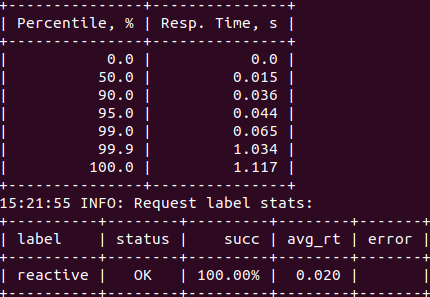 +---------------+---------------+
| Percentile, % | Resp. Time, s |
+---------------+---------------+
| 0.0 | 0.0 |
| 50.0 | 0.015 |
| 90.0 | 0.036 |
| 95.0 | 0.044 |
| 99.0 | 0.065 |
| 99.9 | 1.034 |
| 100.0 | 1.117 |
+---------------+---------------+
15:21:55 INFO: Request label stats:
+----------+--------+---------+--------+-------+
| label | status | succ | avg_rt | error |
+----------+--------+---------+--------+-------+
| reactive | OK | 100.00% | 0.020 | |
+----------+--------+---------+--------+-------+